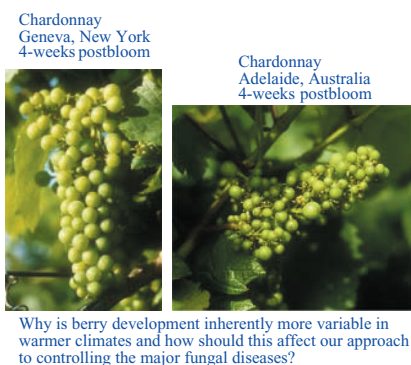 Chardonnay
Geneva, New York
4-weeks postbloom
Chardonnay
Adelaide, Australia
4-weeks postbloom
Why is berry development inherently more variable in
warmer climates and how should this affect our approach
to controlling the major fungal diseases?